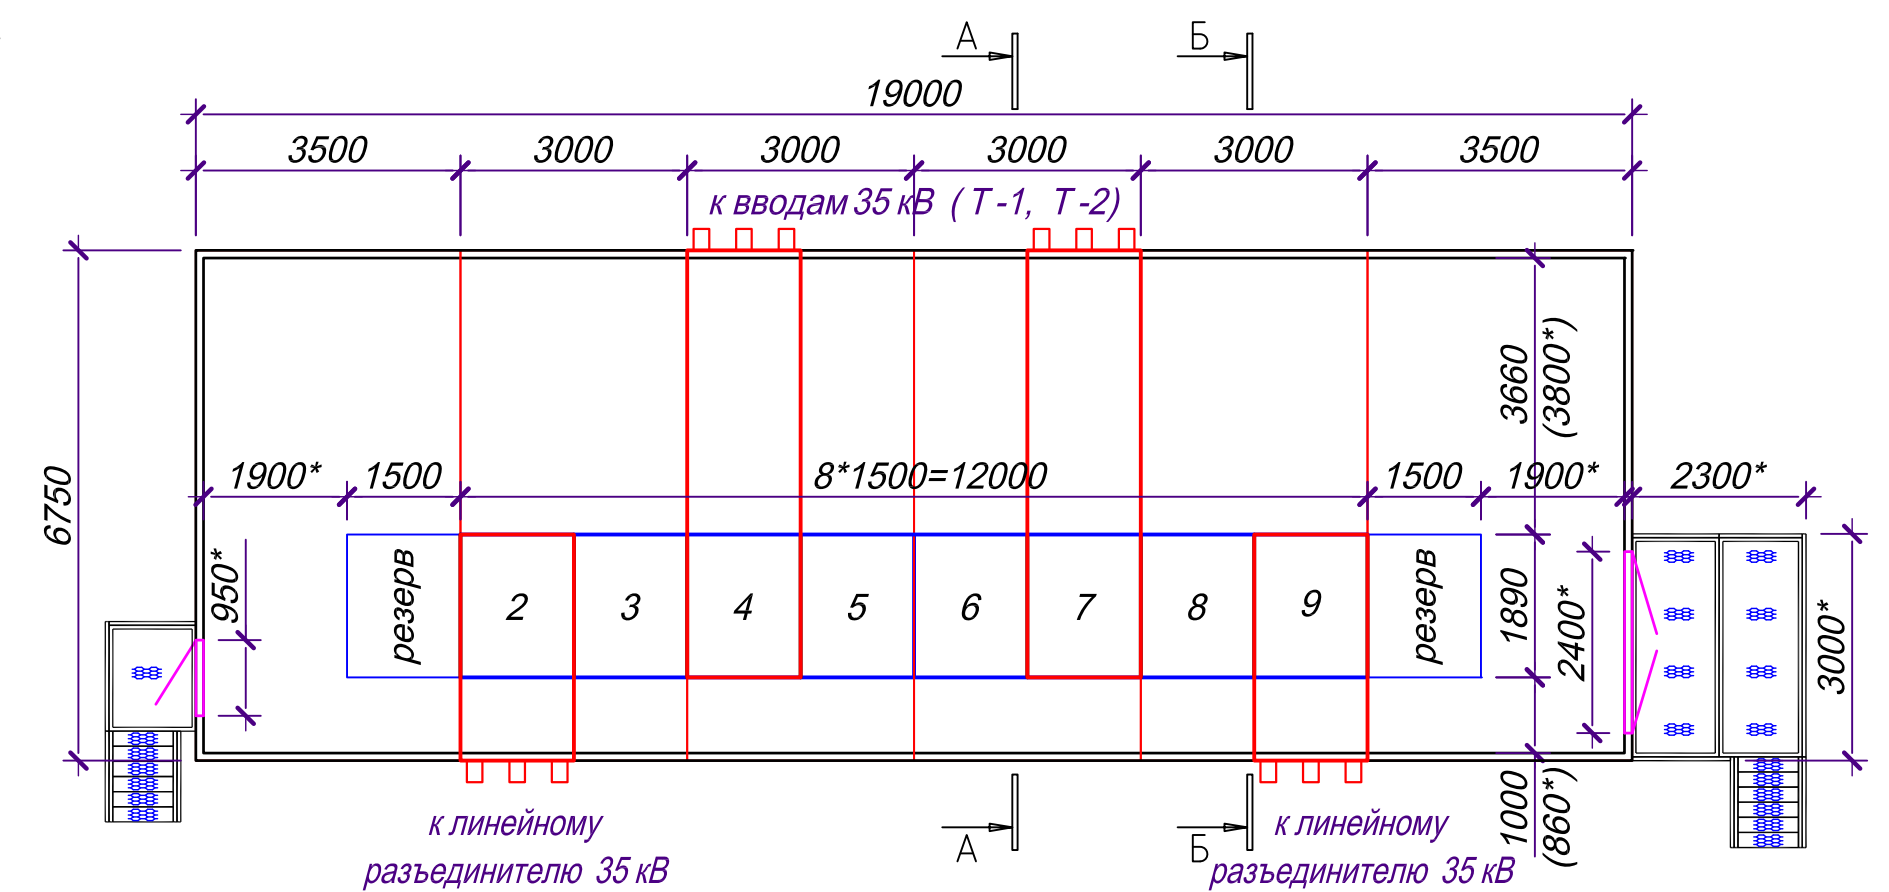 А Б
19000
3500 3000 3000 3000 3000 3500
к вводам 35 кВ ( Т -1, Т -2)
3660
(3800*)
6750
1900* 1500 8*1500=12000 1500 1900* 2300*
950*
резерв 2 3 4 5 6 7 8 9 резерв
1890
2400*
3000*
1000
(860*)
к линейному
разъединителю 35 кВ
А Б
к линейному
разъединителю 35 кВ